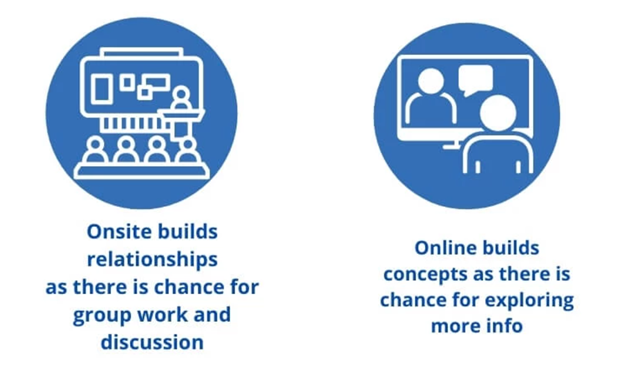 Onsite builds
relationships
as there is chance for
group work and
discussion
Online builds
concepts as there is
chance for exploring
more info